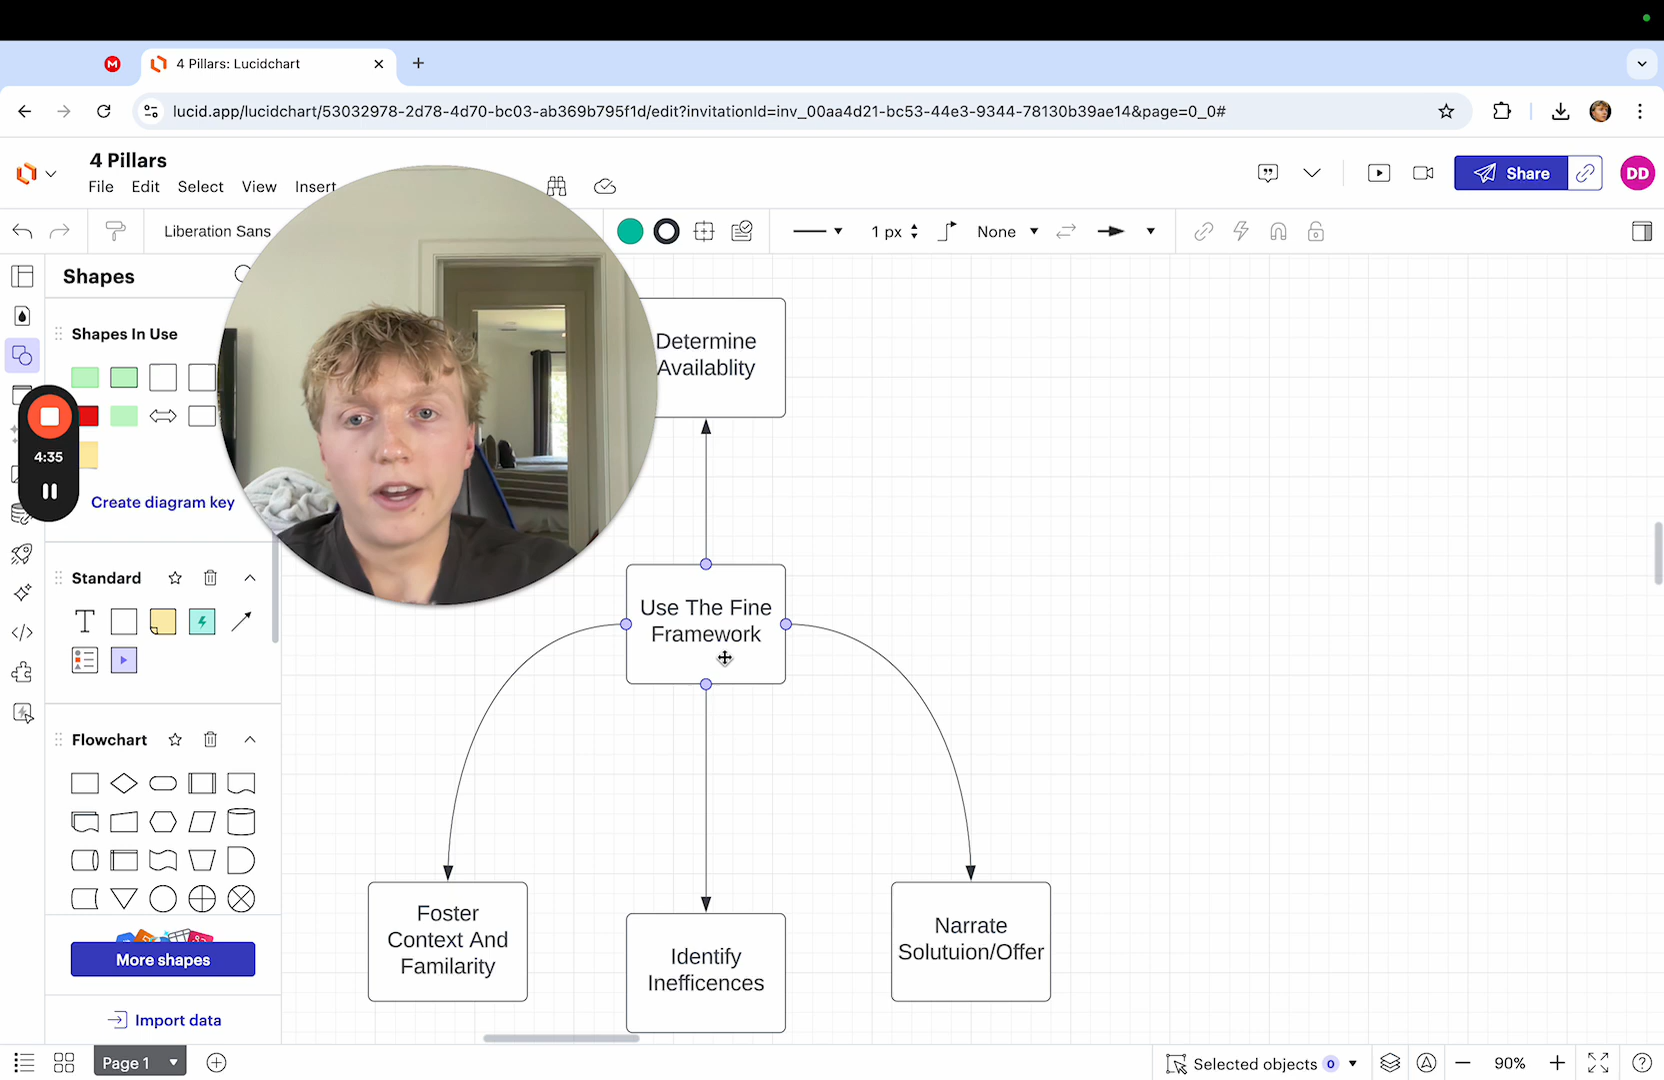 4 Pillars: Lucidchart
lucid.app/lucidchart/53032978-2d78-4d70-bc03-ab369b795f1d/edit?invitationId=inv_00aa4d21-bc53-44e3-9344-78130b39ae14&page=0_0#
4 Pillars
File Edit Select View Insert
Share
DD
Liberation Sans
1 px
None
Shapes
Shapes In Use
4:35
Create diagram key
Standard
T
Flowchart
More shapes
Import data
Determine
Availablity
Use The Fine
Framework
Foster
Context And
Familarity
Identify
Inefficences
Narrate
Solutuion/Offer
Page 1
Selected objects 0
90%